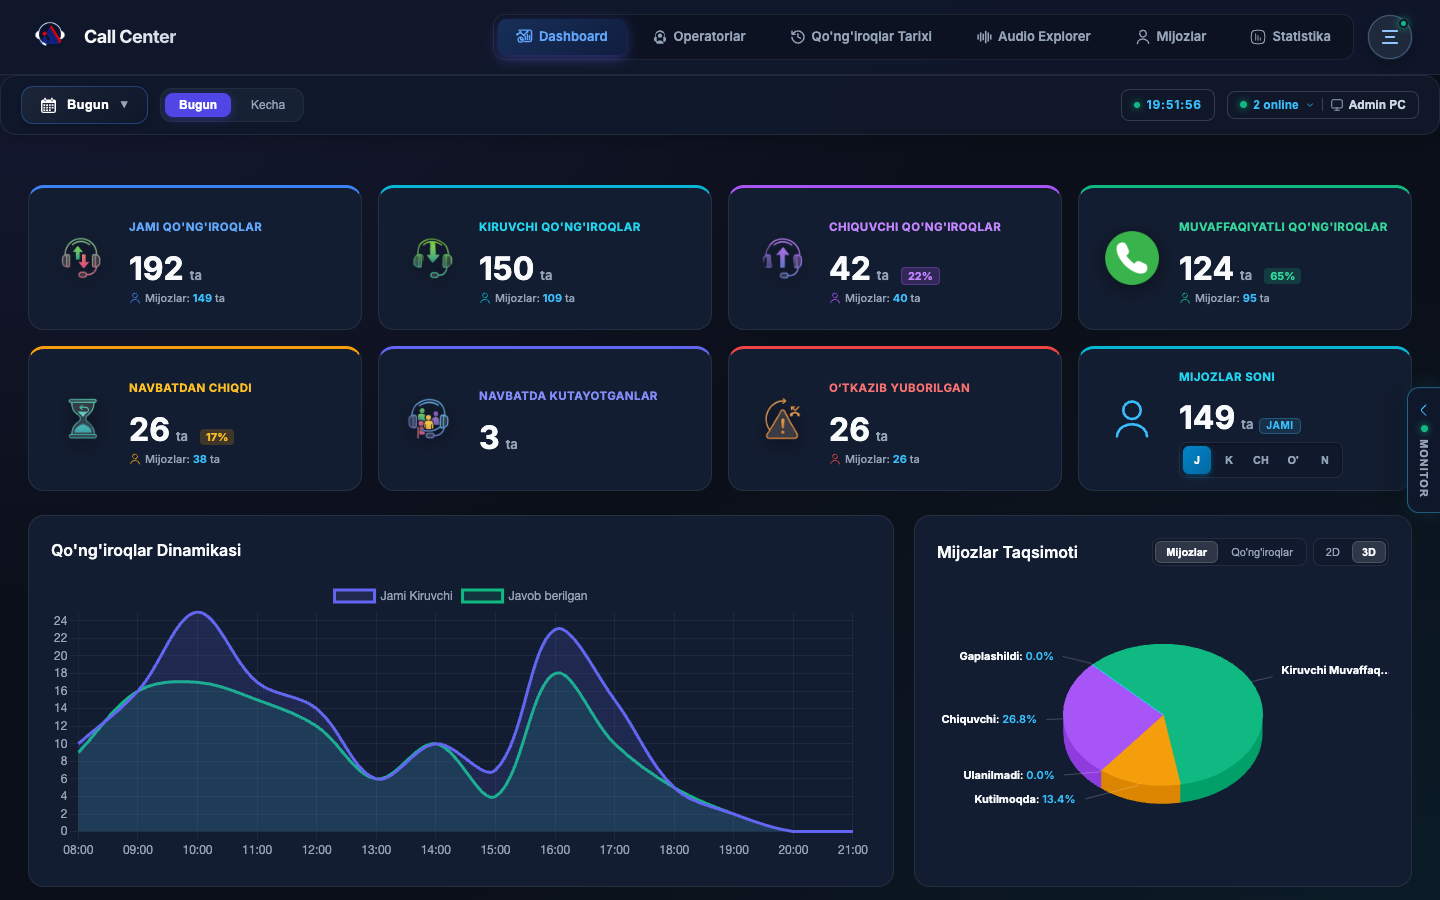 Call Center
Dashboard
Operatorlar
Qo'ng'iroqlar Tarixi
Audio Explorer
Mijozlar
Statistika
Bugun ▼
Bugun
Kecha
19:51:56
2 online
Admin PC
JAMI QO'NG'IROQLAR
192 ta
Mijozlar: 149 ta
KIRUVCHI QO'NG'IROQLAR
150 ta
Mijozlar: 109 ta
CHIQUVCHI QO'NG'IROQLAR
42 ta 22%
Mijozlar: 40 ta
MUVAFFAQIYATLI QO'NG'IROQLAR
124 ta 65%
Mijozlar: 95 ta
NAVBATDAN CHIQDI
26 ta 17%
Mijozlar: 38 ta
NAVBATDA KUTAYOTGANLAR
3 ta
O'TKAZIB YUBORILGAN
26 ta
Mijozlar: 26 ta
MIJOZLAR SONI
149 ta JAMI
J K CH O' N
MONITOR
Qo'ng'iroqlar Dinamikasi
Jami Kiruvchi
Javob berilgan
24
22
20
18
16
14
12
10
8
6
4
2
0
08:00 09:00 10:00 11:00 12:00 13:00 14:00 15:00 16:00 17:00 18:00 19:00 20:00 21:00
Mijozlar Taqsimoti
Mijozlar
Qo'ng'iroqlar
2D
3D
Gaplashildi: 0.0%
Kiruvchi Muvaffaq..
Chiquvchi: 26.8%
Ulanilmadi: 0.0%
Kutilmoqda: 13.4%